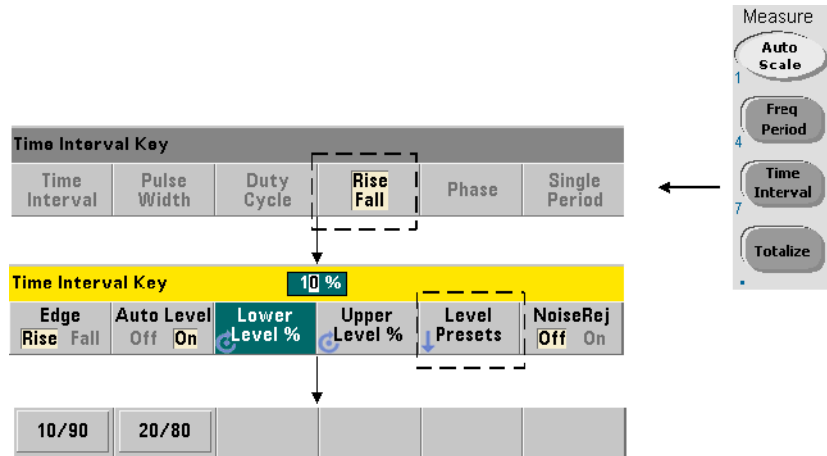 Measure
Auto
Scale
1
Freq
Period
4
Time
Interval
7
Totalize
.
Time Interval Key
Time Interval
Pulse Width
Duty Cycle
Rise Fall
Phase
Single Period
Time Interval Key
10 %
Edge
Rise Fall
Auto Level
Off On
Lower Level %
Upper Level %
Level Presets
NoiseRej
Off On
10/90
20/80